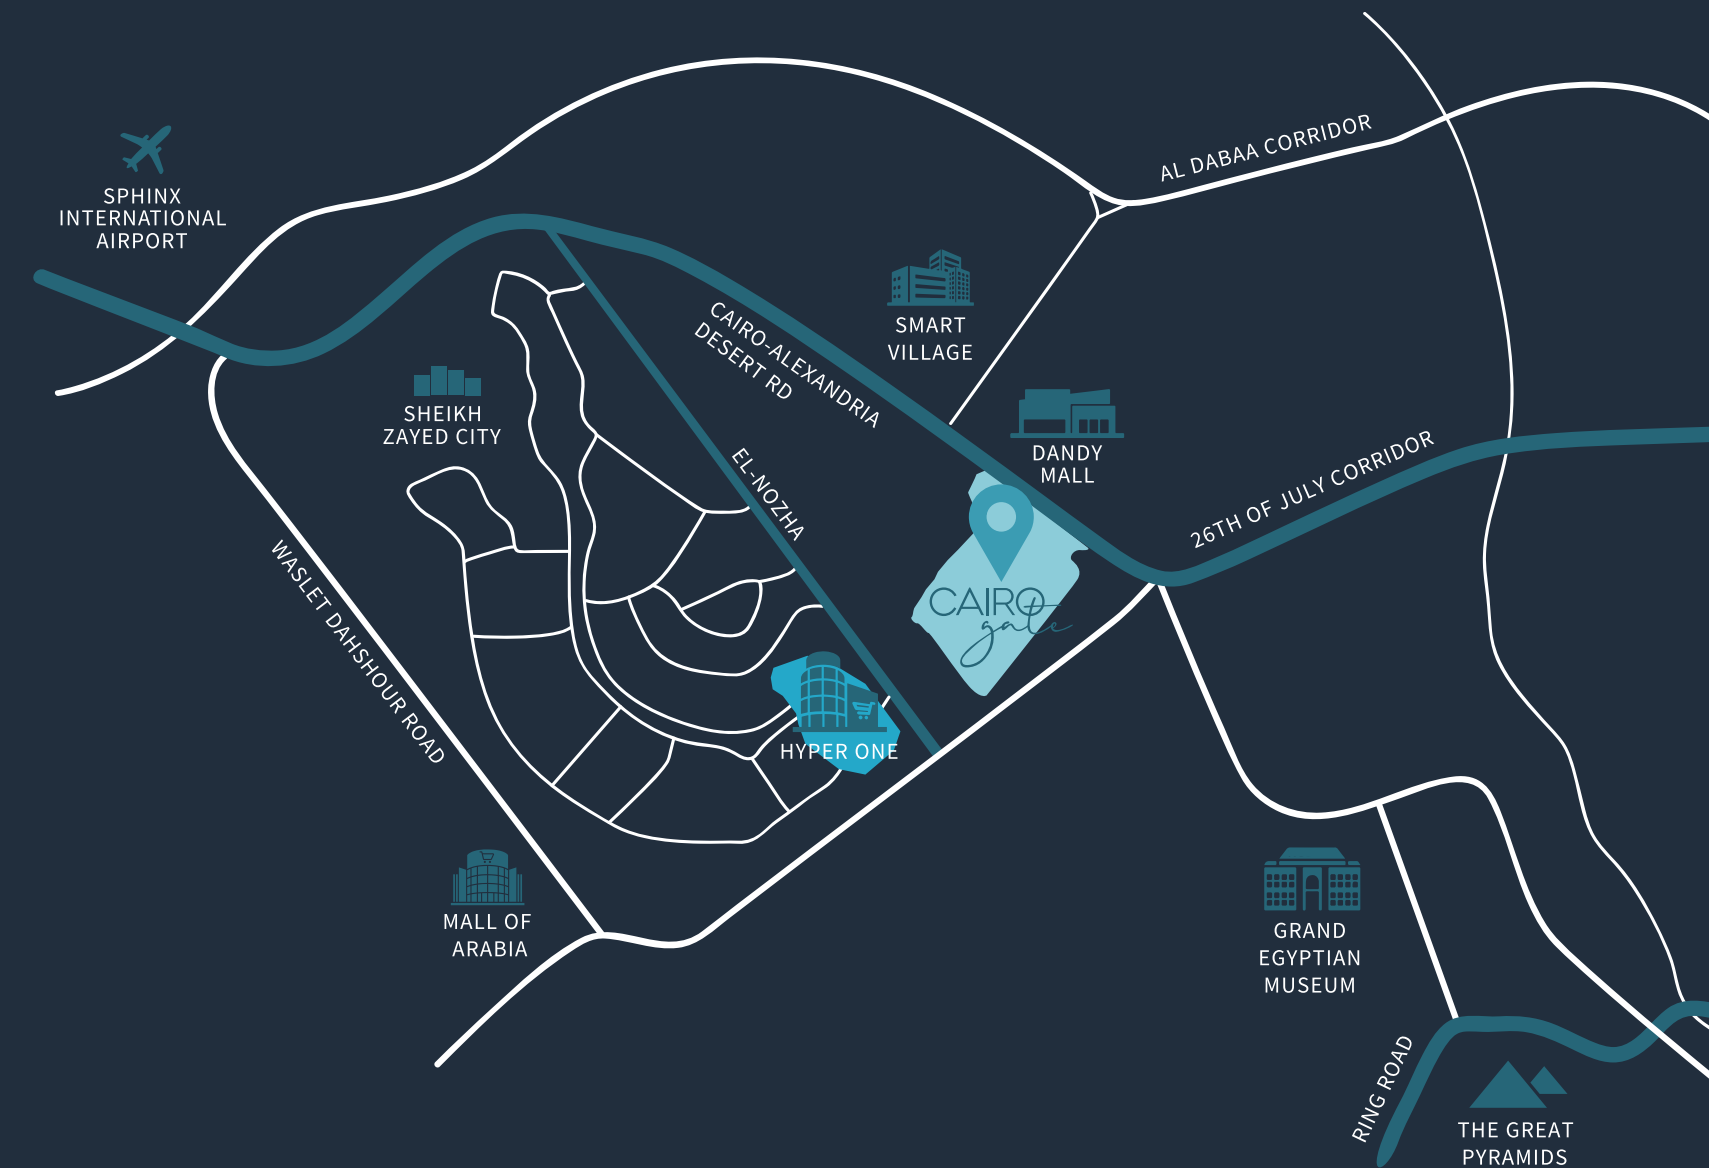 AL DABAA CORRIDOR
SPHINX
INTERNATIONAL
AIRPORT
SMART
VILLAGE
CAIRO-ALEXANDRIA
DESERT RD
SHEIKH
ZAYED CITY
DANDY
MALL
26TH OF JULY CORRIDOR
EL-NOZHA
WASLET DAHSHOUR ROAD
CAIRO
gate
HYPER ONE
MALL OF
ARABIA
GRAND
EGYPTIAN
MUSEUM
RING ROAD
THE GREAT
PYRAMIDS